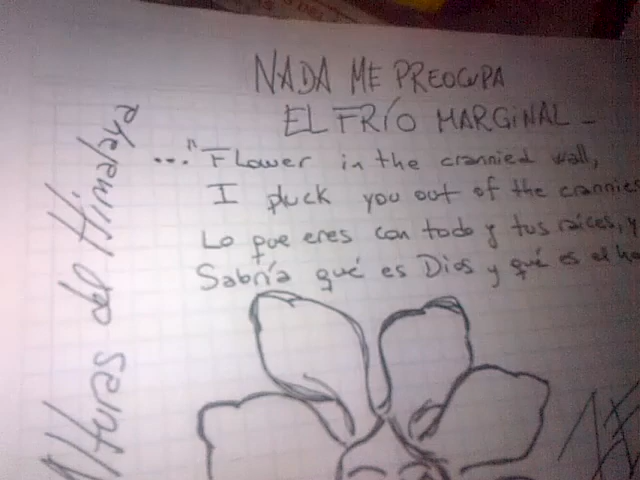 NADA ME PREOCUPA
EL FRÍO MARGINAL -
..."Flower in the crannied wall,
I pluck you out of the crannies
Lo que eres con todo y tus raíces, y
Sabría qué es Dios y qué es el
Alturas del Himalaya